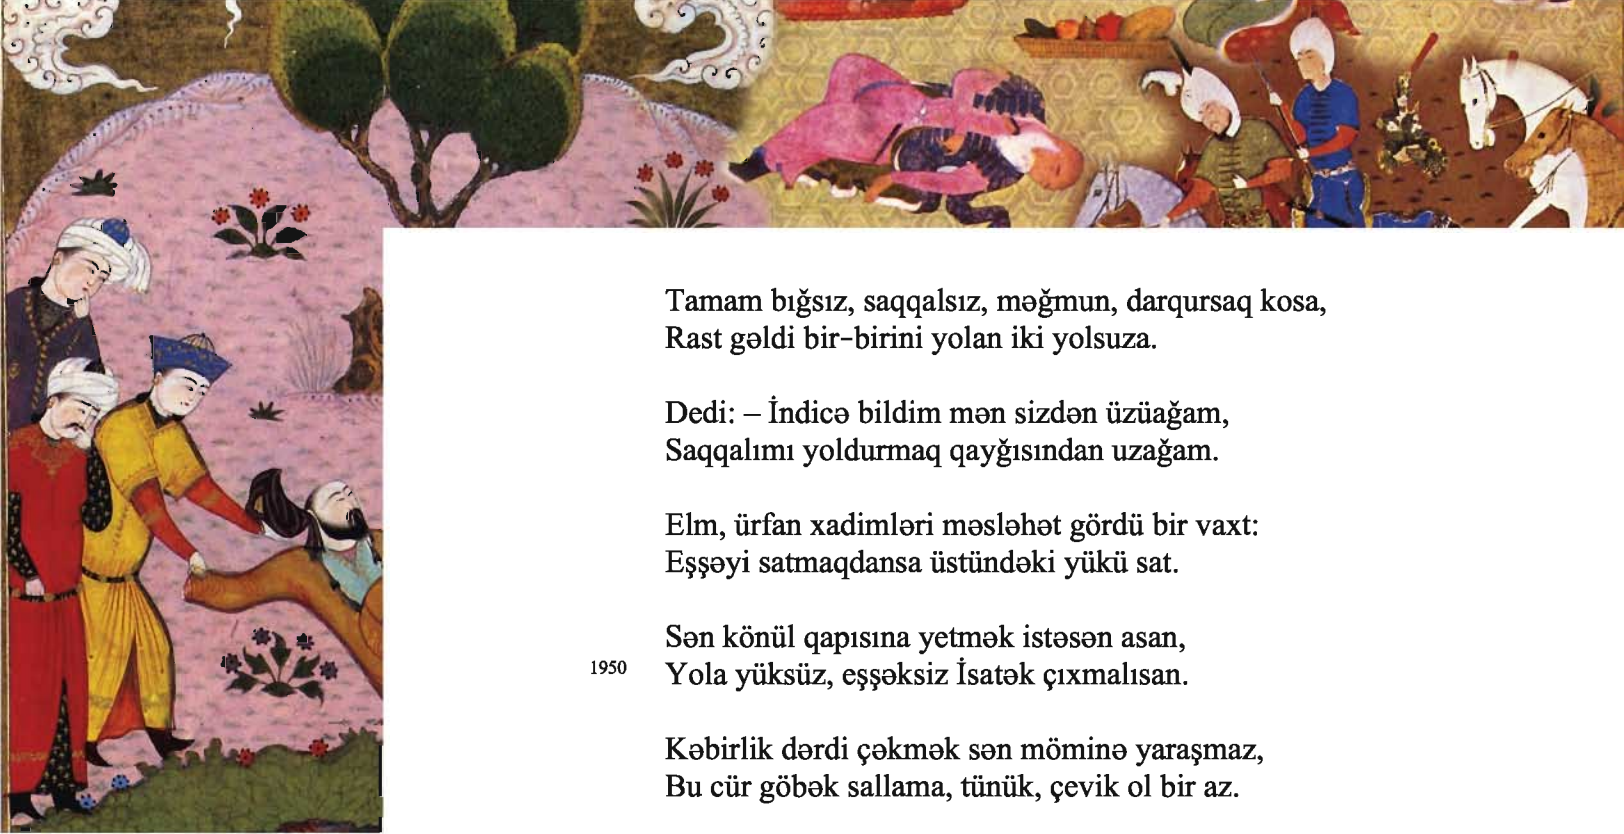 Tamam bığsız, saqqalsız, məğmun, darqursaq kosa,
Rast gəldi bir-birini yolan iki yolsuza.
Dedi: – İndicə bildim mən sizdən üzüağam,
Saqqalımı yoldurmaq qayğısından uzağam.
Elm, ürfan xadimləri məsləhət gördü bir vaxt:
Eşşəyi satmaqdansa üstündəki yükü sat.
Sən könül qapısına yetmək istəsən asan,
1950 Yola yüksüz, eşşəksiz İsatək çıxmalısan.
Kəbirlik dərdi çəkmək sən möminə yaraşmaz,
Bu cür göbək sallama, tünük, çevik ol bir az.